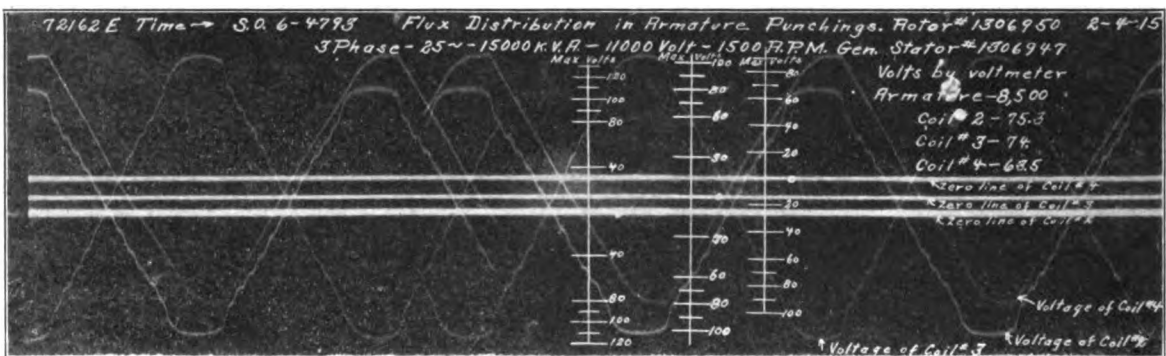 72162E Time → S.O. 6-4793 Flux Distribution in Armature Punchings. Rotor #1306950 2-4-15
3 Phase - 25~ - 15000 K.V.A. - 11000 Volt - 1500 R.P.M. Gen. Stator #1306947
Max Volts Max Volts Max Volts
Volts by voltmeter
Armature - 8,500
Coil #2 - 75.3
Coil #3 - 74.
Coil #4 - 68.5
120
100
80
40
40
80
100
120
100
80
60
30
0
30
60
80
100
80
60
40
20
0
20
40
60
80
100
Zero line of Coil #4
Zero line of Coil #3
Zero line of Coil #2
Voltage of Coil #4
Voltage of Coil #2
Voltage of Coil #3